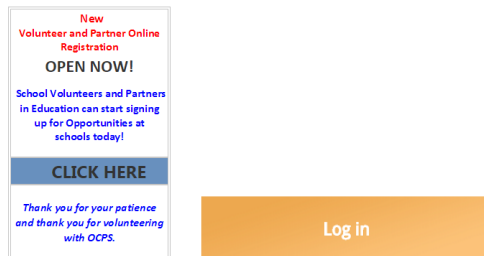 New
Volunteer and Partner Online
Registration
OPEN NOW!
School Volunteers and Partners
in Education can start signing
up for Opportunities at
schools today!
CLICK HERE
Thank you for your patience
and thank you for volunteering
with OCPS.
Log in